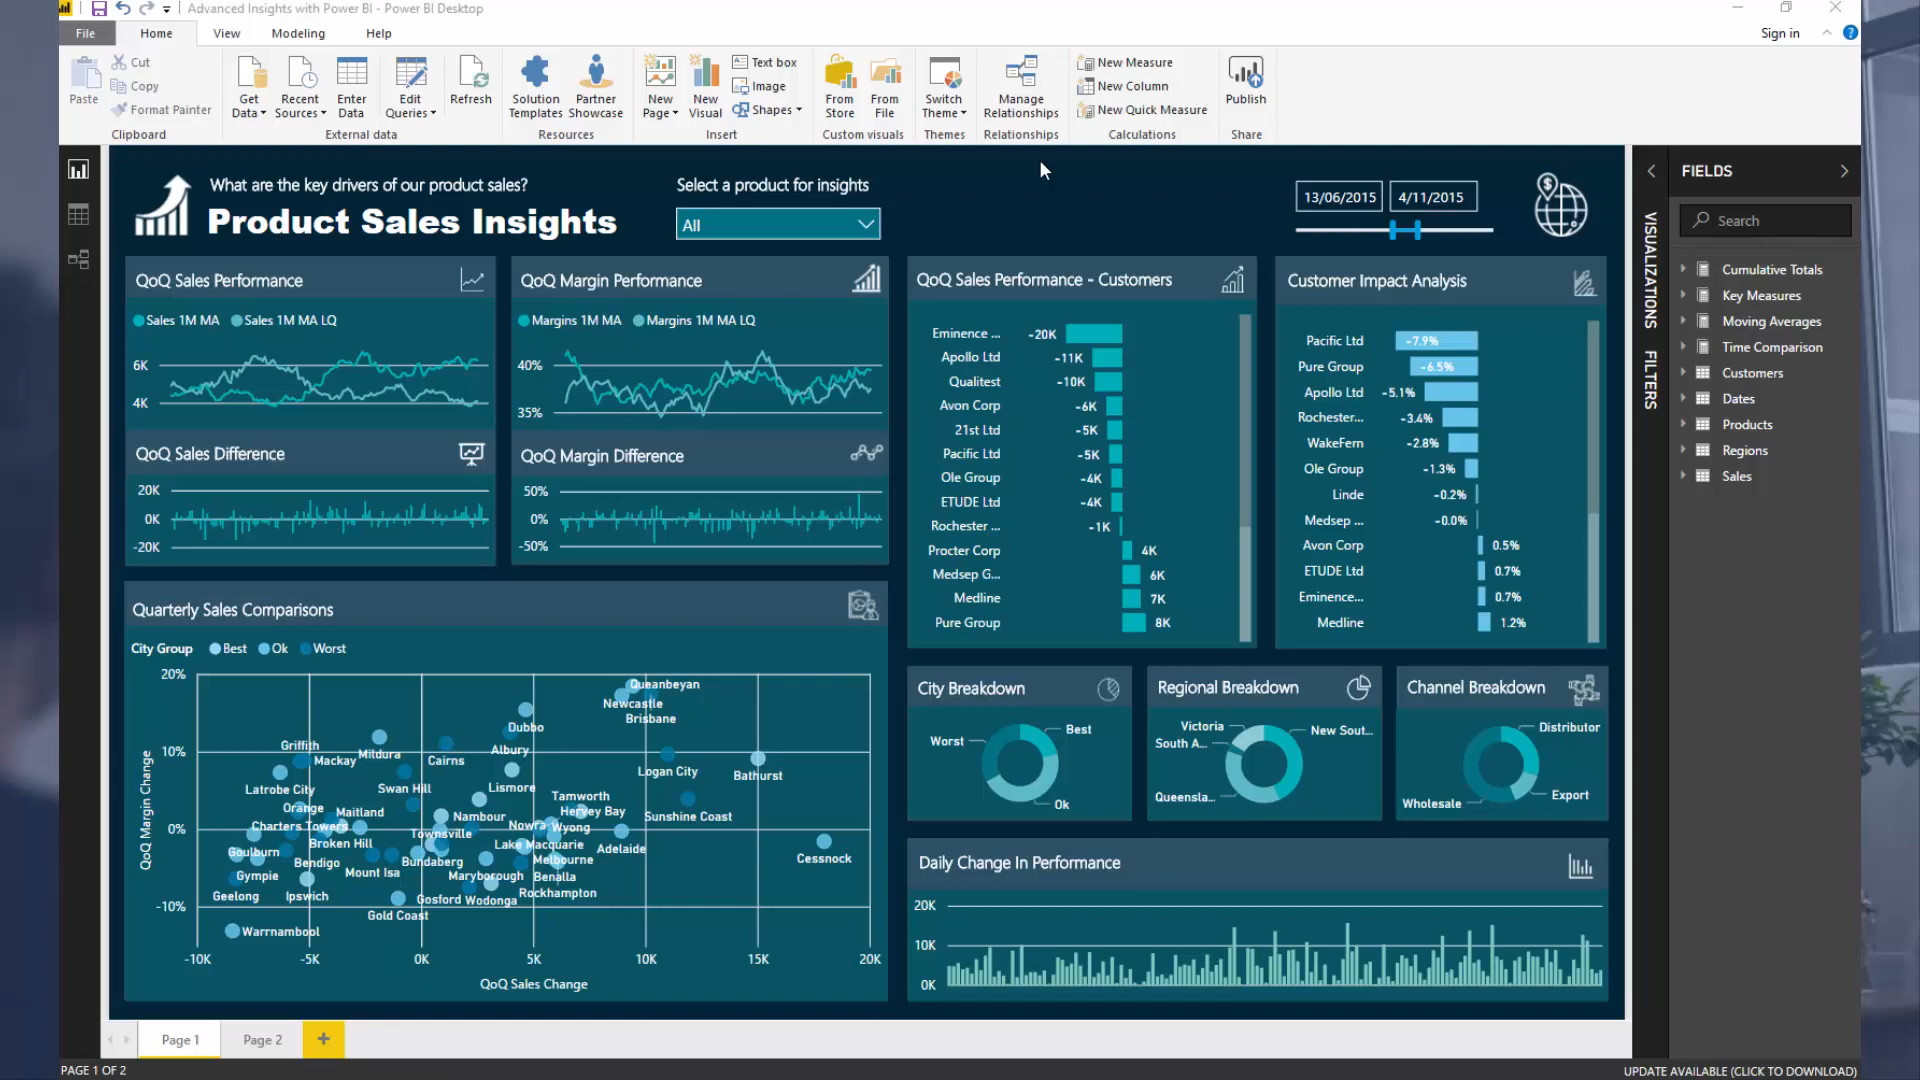 Advanced Insights with Power BI - Power BI Desktop
File
Home
View
Modeling
Help
Sign in
Paste
Cut
Copy
Format Painter
Clipboard
Get Data
Recent Sources
Enter Data
Edit Queries
Refresh
External data
Solution Templates
Partner Showcase
Resources
New Page
New Visual
Text box
Image
Shapes
Insert
From Store
From File
Custom visuals
Switch Theme
Themes
Manage Relationships
Relationships
New Measure
New Column
New Quick Measure
Calculations
Publish
Share
What are the key drivers of our product sales?
Product Sales Insights
Select a product for insights
All
13/06/2015
4/11/2015
QoQ Sales Performance
Sales 1M MA
Sales 1M MA LQ
6K
4K
QoQ Margin Performance
Margins 1M MA
Margins 1M MA LQ
40%
35%
QoQ Sales Difference
20K
0K
-20K
QoQ Margin Difference
50%
0%
-50%
QoQ Sales Performance - Customers
Eminence ... -20K
Apollo Ltd -11K
Qualitest -10K
Avon Corp -6K
21st Ltd -5K
Pacific Ltd -5K
Ole Group -4K
ETUDE Ltd -4K
Rochester ... -1K
Procter Corp 4K
Medsep G... 6K
Medline 7K
Pure Group 8K
Customer Impact Analysis
Pacific Ltd -7.9%
Pure Group -6.5%
Apollo Ltd -5.1%
Rochester... -3.4%
WakeFern -2.8%
Ole Group -1.3%
Linde -0.2%
Medsep ... -0.0%
Avon Corp 0.5%
ETUDE Ltd 0.7%
Eminence... 0.7%
Medline 1.2%
Quarterly Sales Comparisons
City Group
Best
Ok
Worst
QoQ Margin Change
20%
10%
0%
-10%
Queanbeyan
Newcastle
Brisbane
Dubbo
Griffith
Mackay
Mildura
Cairns
Albury
Logan City
Bathurst
Latrobe City
Swan Hill
Lismore
Orange
Maitland
Nambour
Tamworth
Hervey Bay
Sunshine Coast
Charters Towers
Townsville
Nowra
Wyong
Broken Hill
Lake Macquarie
Adelaide
Goulburn
Bendigo
Bundaberg
Melbourne
Cessnock
Gympie
Mount Isa
Maryborough
Benalla
Geelong
Ipswich
Gosford
Wodonga
Rockhampton
Gold Coast
Warrnambool
-10K
-5K
0K
5K
10K
15K
20K
QoQ Sales Change
City Breakdown
Worst
Best
Ok
Regional Breakdown
Victoria
South A...
New Sout...
Queensla...
Channel Breakdown
Distributor
Wholesale
Export
Daily Change In Performance
20K
10K
0K
VISUALIZATIONS
FILTERS
FIELDS
Search
Cumulative Totals
Key Measures
Moving Averages
Time Comparison
Customers
Dates
Products
Regions
Sales
Page 1
Page 2
PAGE 1 OF 2
UPDATE AVAILABLE (CLICK TO DOWNLOAD)